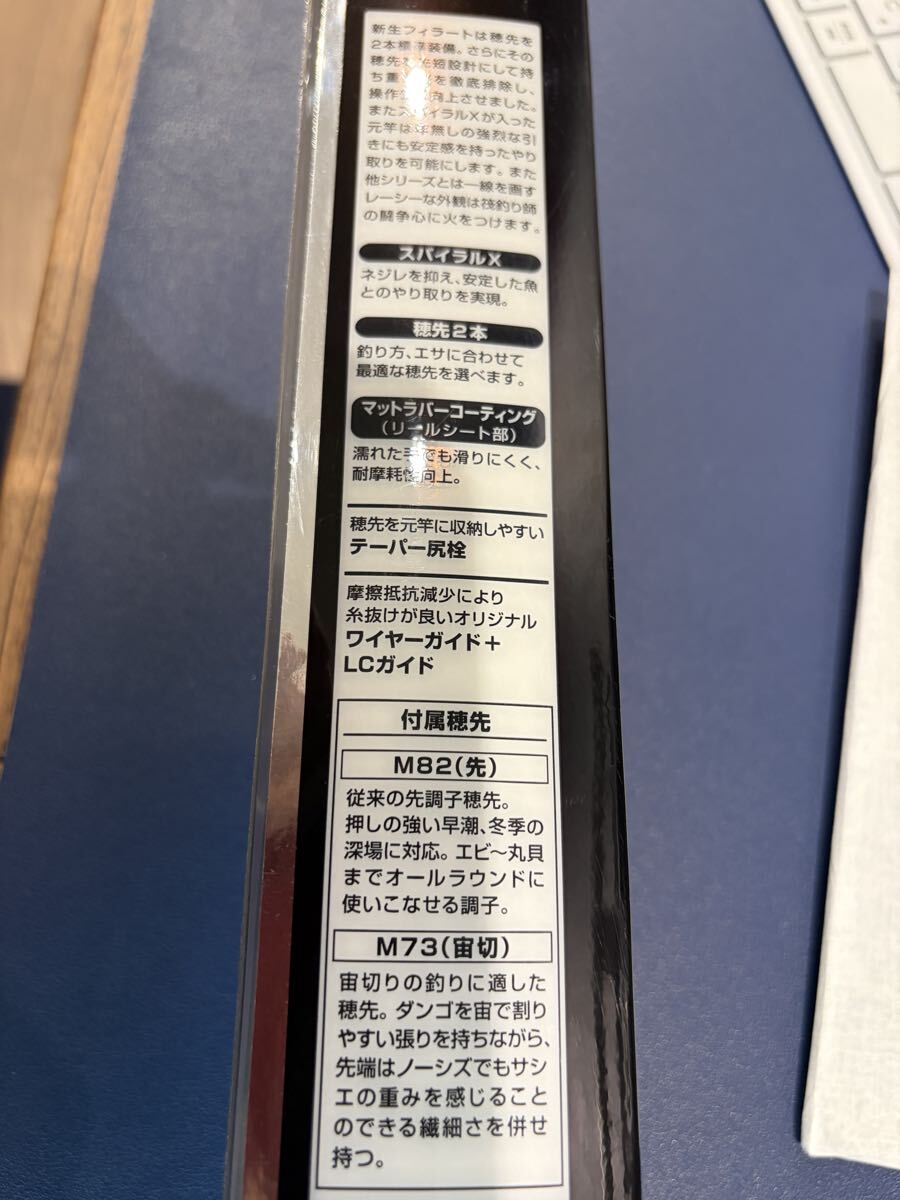 新生フィラートは穂先を
2本標準装備。さらにその
穂先を 短設計にして持
ち重 を徹底排除し、
操作 向上させました。
またスパイラルXが入った
元竿は年無しの強烈な引
きにも安定感を持ったやり
取りを可能にします。また
他シリーズとは一線を画す
レーシーな外観は筏釣り師
の闘争心に火をつけます。
スパイラルX
ネジレを抑え、安定した魚
とのやり取りを実現。
穂先2本
釣り方、エサに合わせて
最適な穂先を選べます。
マットラバーコーティング
(リールシート部)
濡れた手でも滑りにくく、
耐摩耗性向上。
穂先を元竿に収納しやすい
テーパー尻栓
摩擦抵抗減少により
糸抜けが良いオリジナル
ワイヤーガイド+
LCガイド
付属穂先
M82(先)
従来の先調子穂先。
押しの強い早潮、冬季の
深場に対応。エビ~丸貝
までオールラウンドに
使いこなせる調子。
M73(宙切)
宙切りの釣りに適した
穂先。ダンゴを宙で割り
やすい張りを持ちながら、
先端はノーシズでもサシ
エの重みを感じること
のできる繊細さを併せ
持つ。